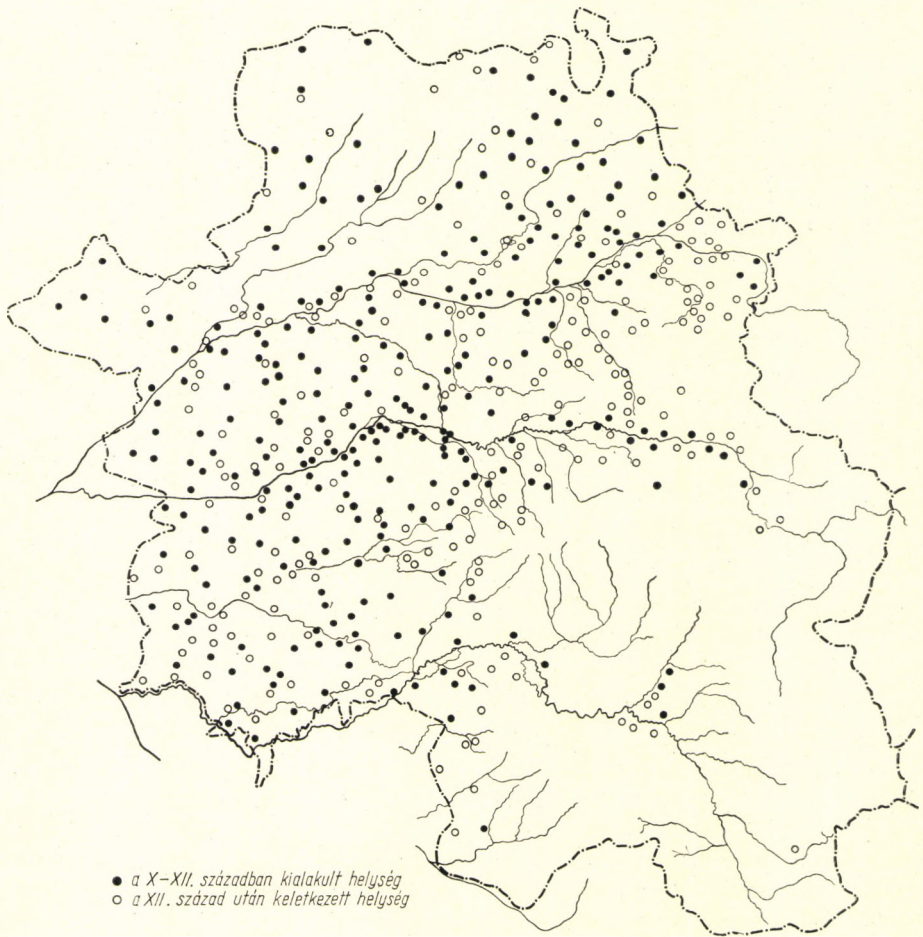 a X–XII. században kialakult helység
a XII. század után keletkezett helység